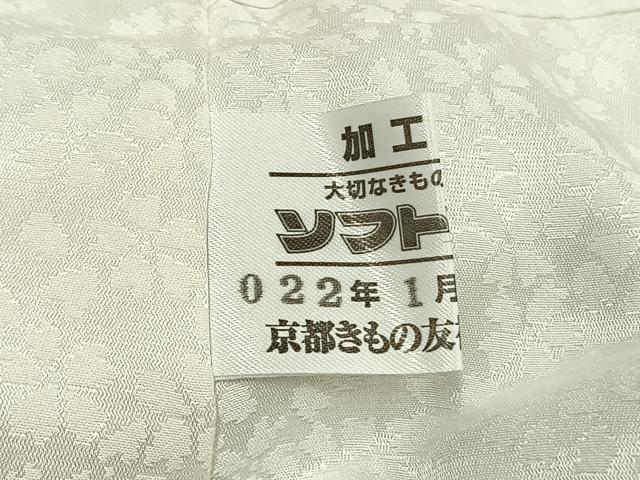 加工
大切なきもの
ソフト
022年1月
京都きもの友